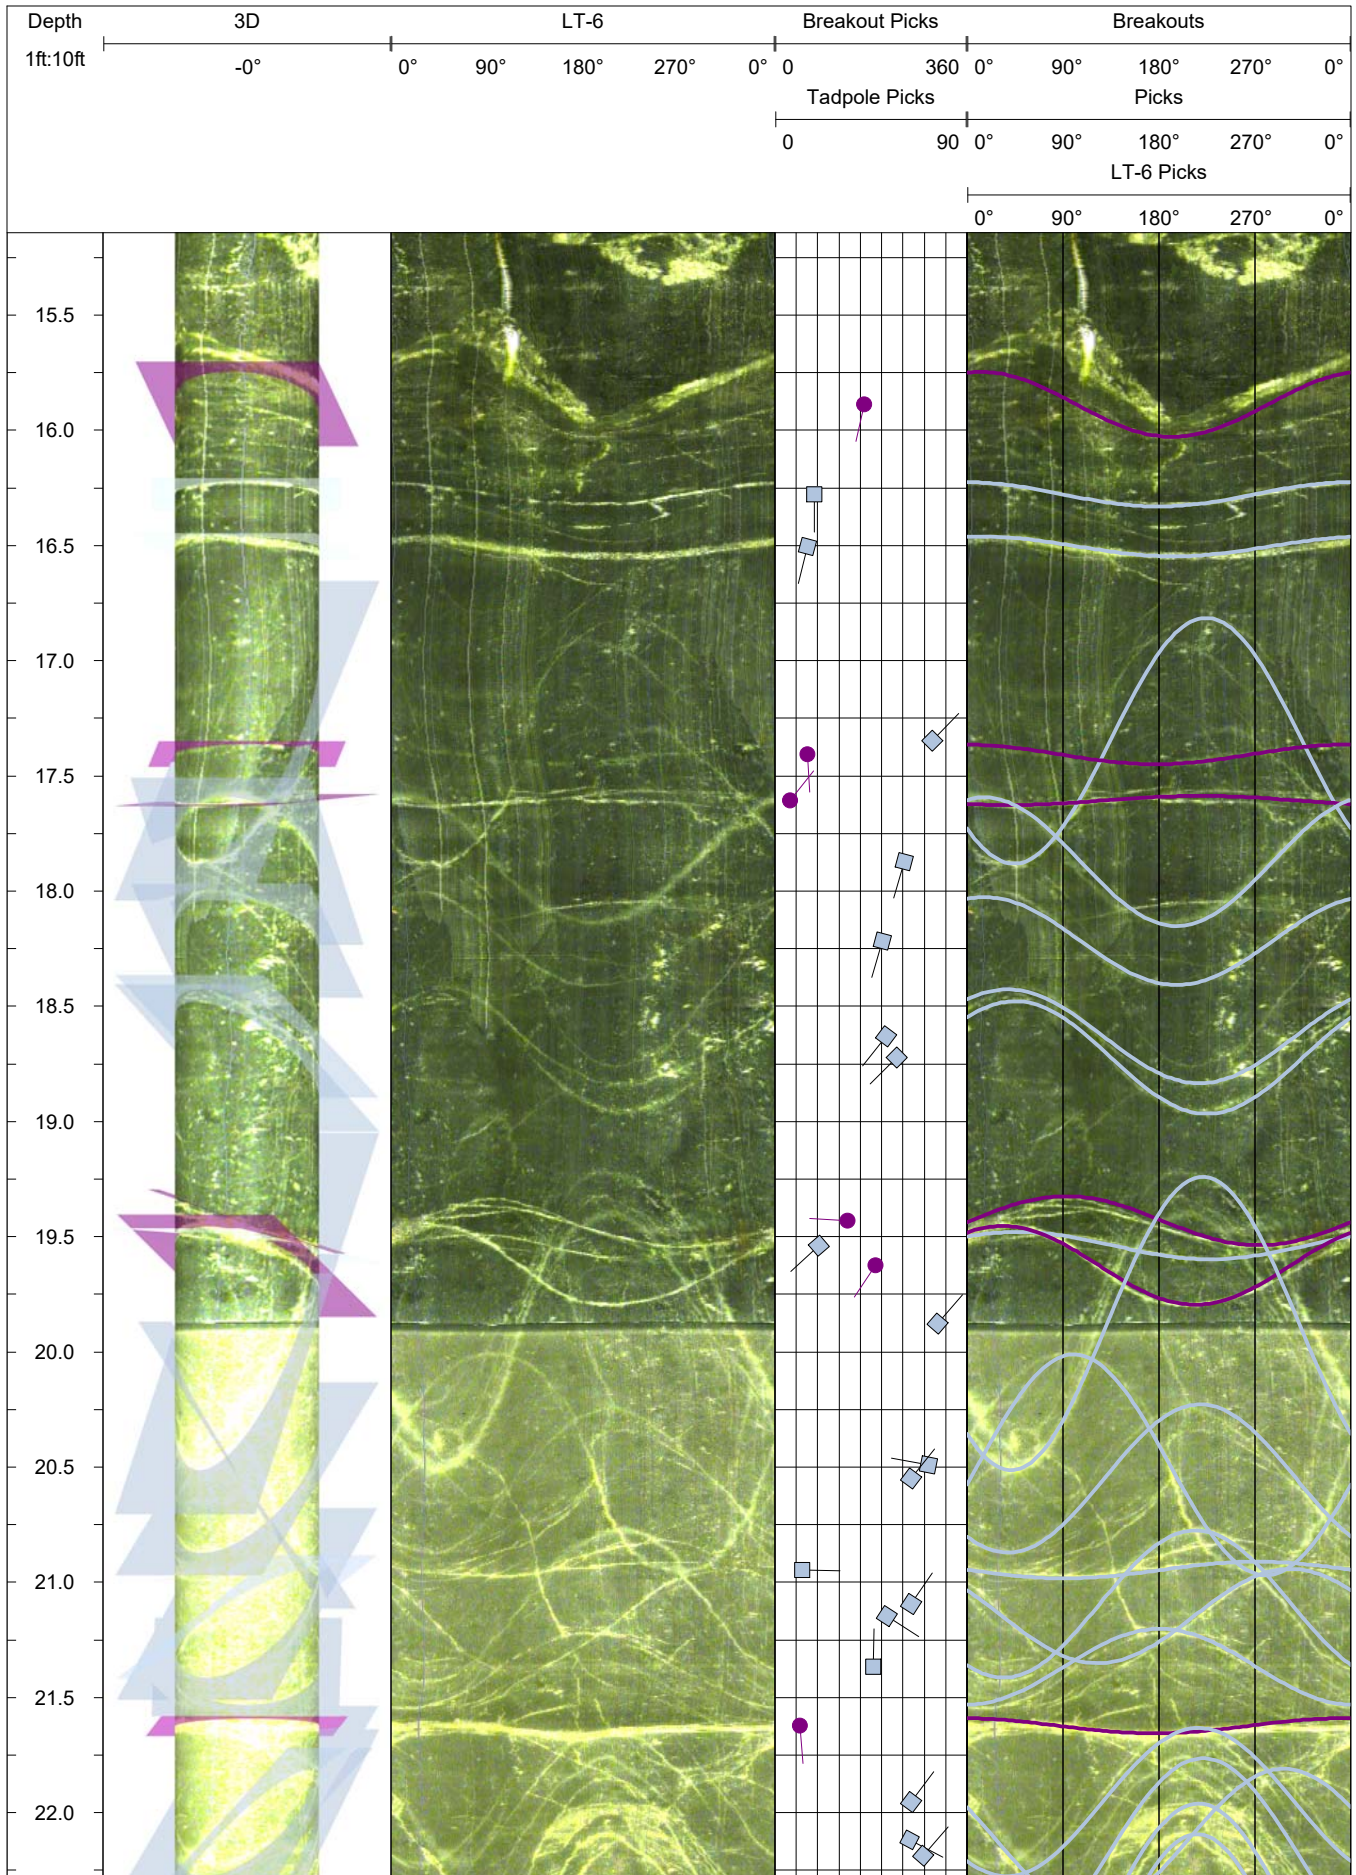 Depth 3D LT-6 Breakout Picks Breakouts
1ft:10ft -0° 0° 90° 180° 270° 0° 0 360 0° 90° 180° 270° 0°
Tadpole Picks Picks
0 90 0° 90° 180° 270° 0°
LT-6 Picks
0° 90° 180° 270° 0°
15.5
16.0
16.5
17.0
17.5
18.0
18.5
19.0
19.5
20.0
20.5
21.0
21.5
22.0